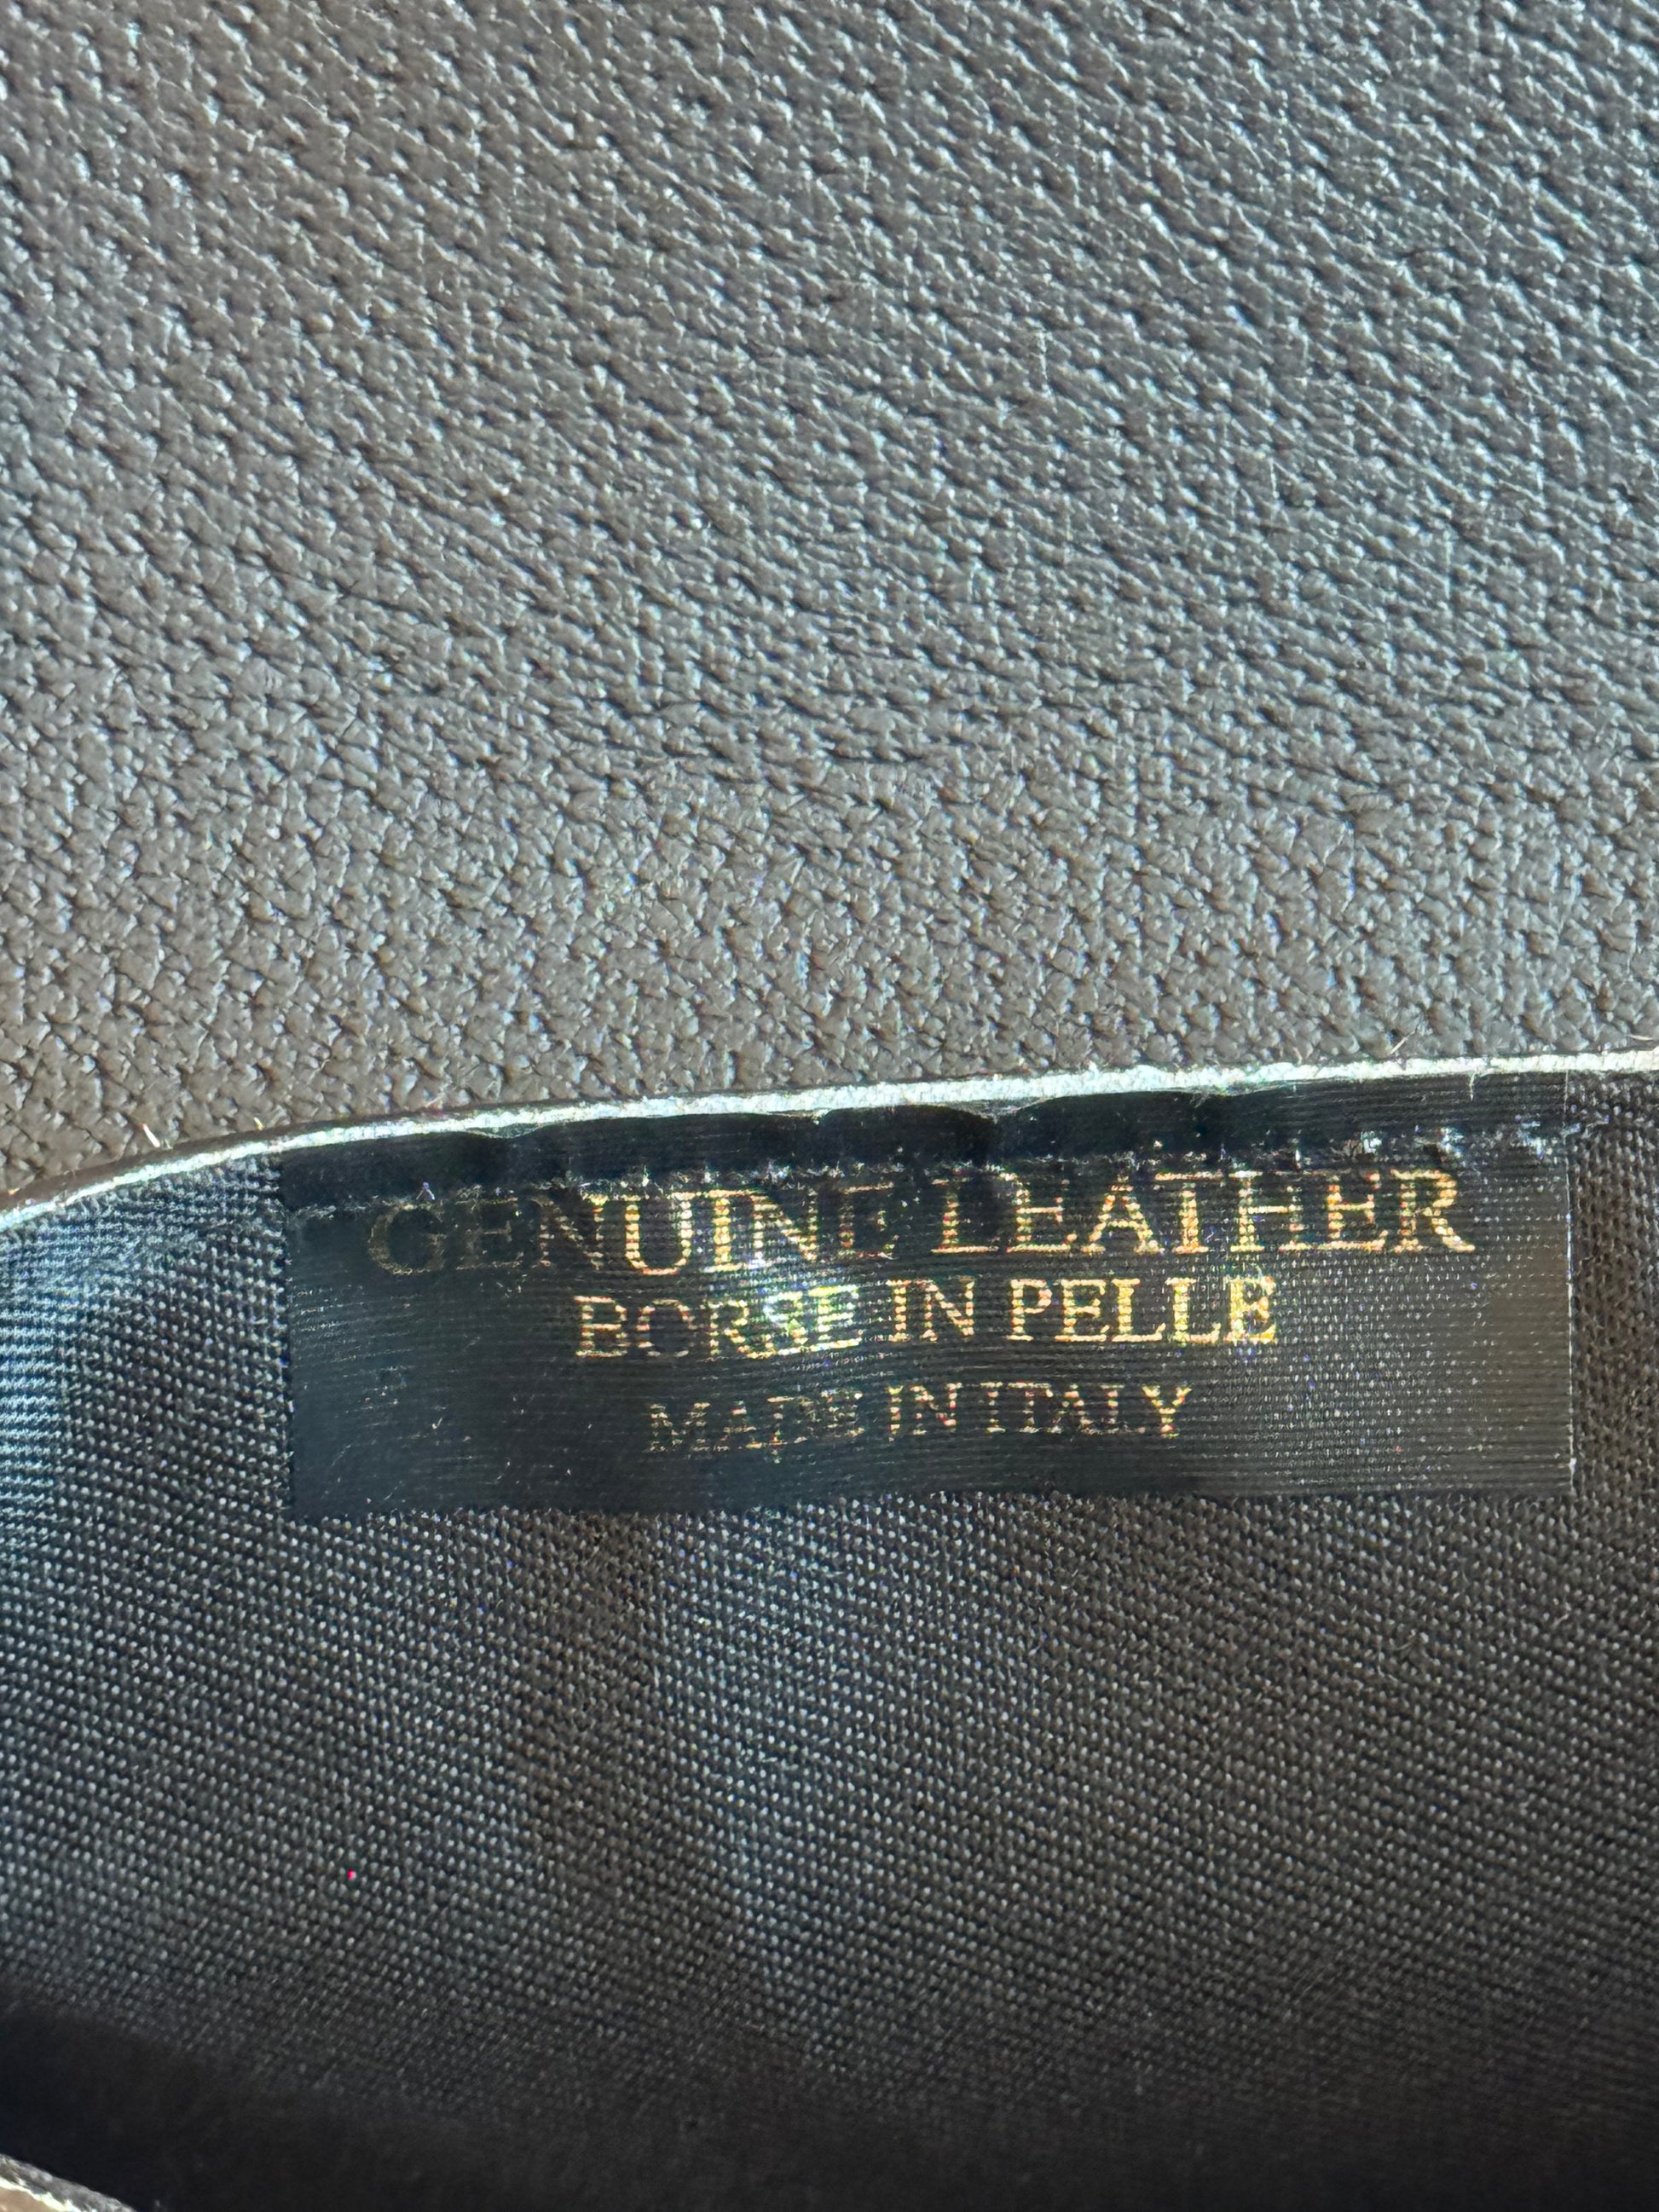 GENUINE LEATHER
BORSE IN PELLE
MADE IN ITALY